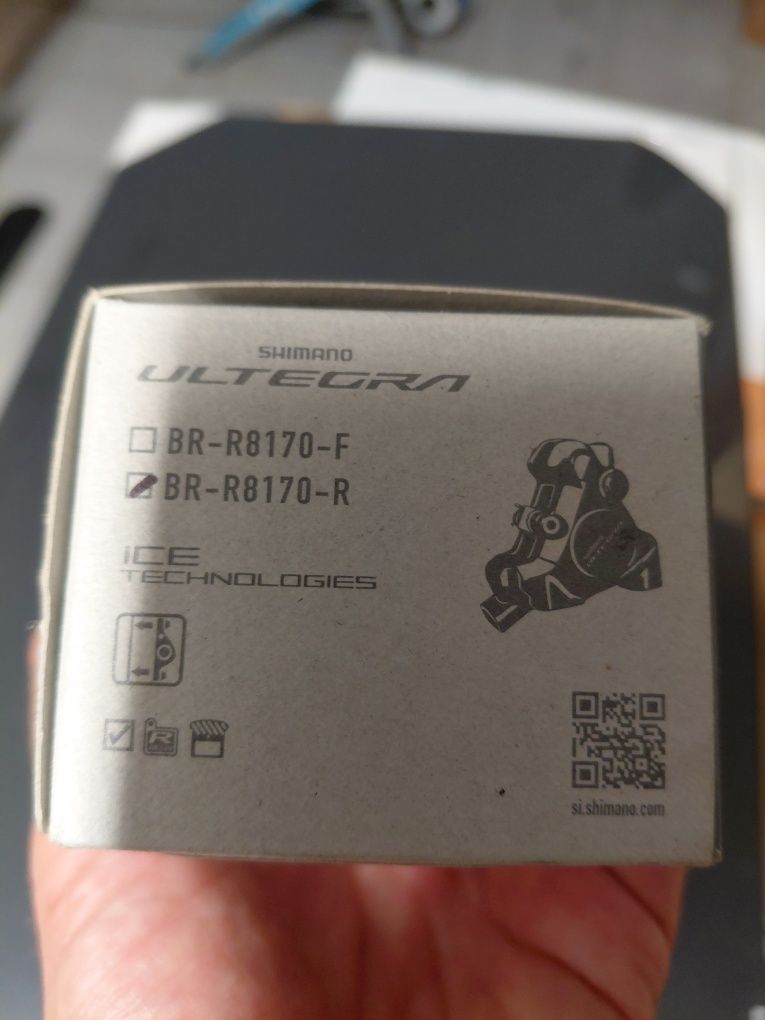 SHIMANO
ULTEGRA
BR-R8170-F
BR-R8170-R
iCE
TECHNOLOGIES
si.shimano.com